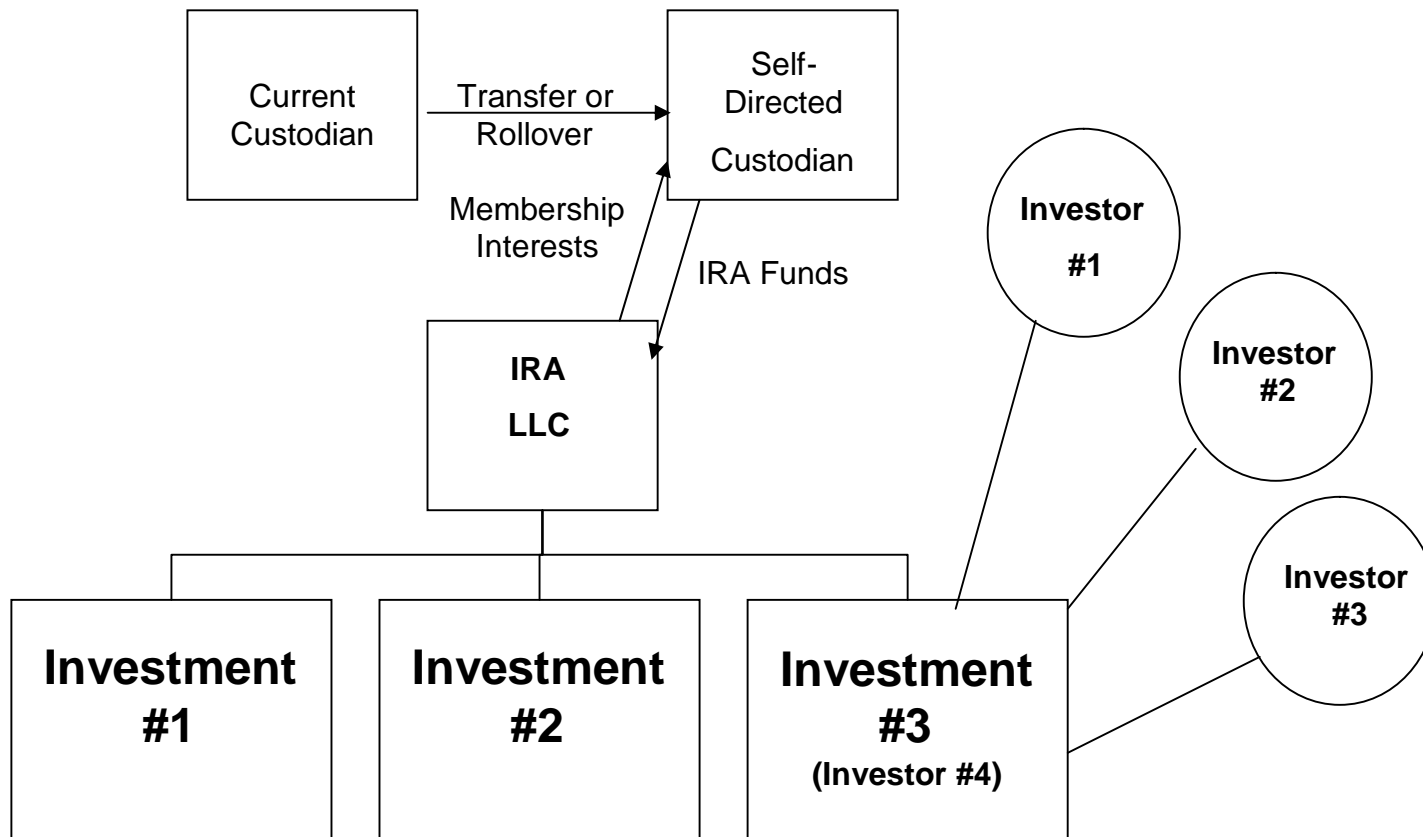 Current
Custodian
Transfer or
Rollover
Self-
Directed
Custodian
Membership
Interests
IRA Funds
Investor
#1
Investor
#2
Investor
#3
IRA
LLC
Investment
#1
Investment
#2
Investment
#3
(Investor #4)